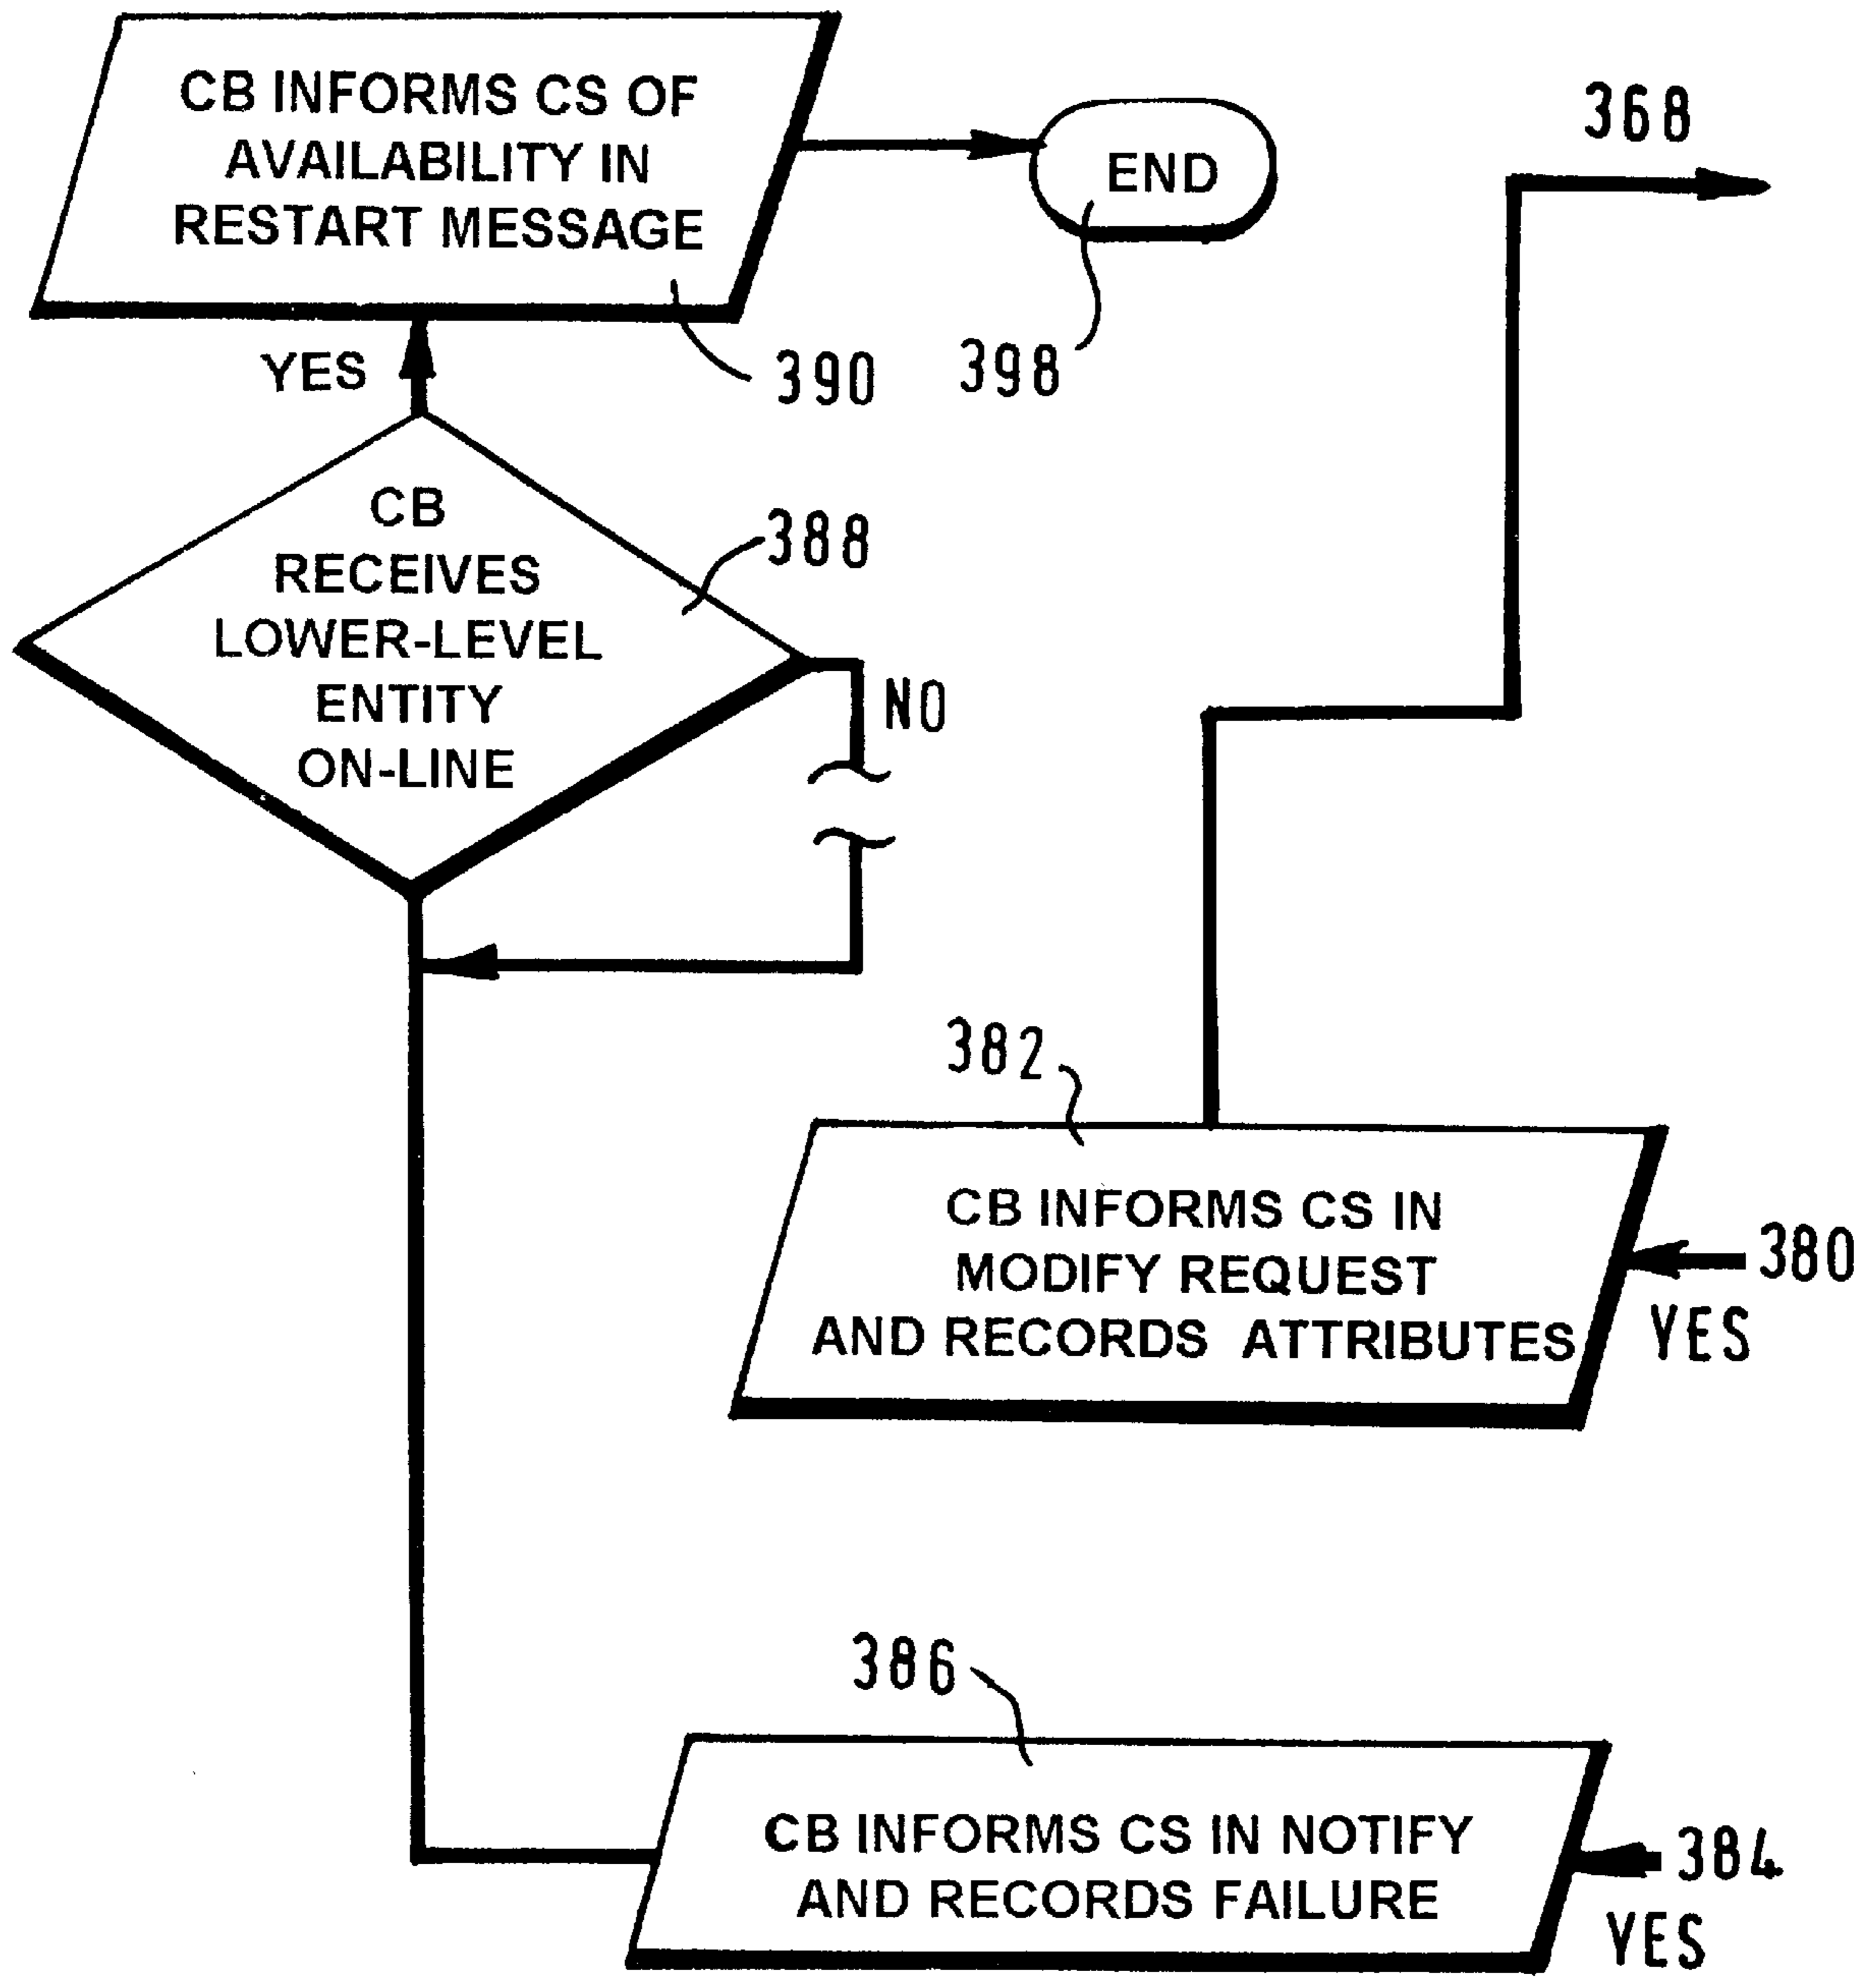 CB INFORMS CS OF
AVAILABILITY IN
RESTART MESSAGE
END
368
YES
390
398
CB
RECEIVES
LOWER-LEVEL
ENTITY
ON-LINE
388
NO
382
CB INFORMS CS IN
MODIFY REQUEST
AND RECORDS ATTRIBUTES
380
YES
386
CB INFORMS CS IN NOTIFY
AND RECORDS FAILURE
384
YES